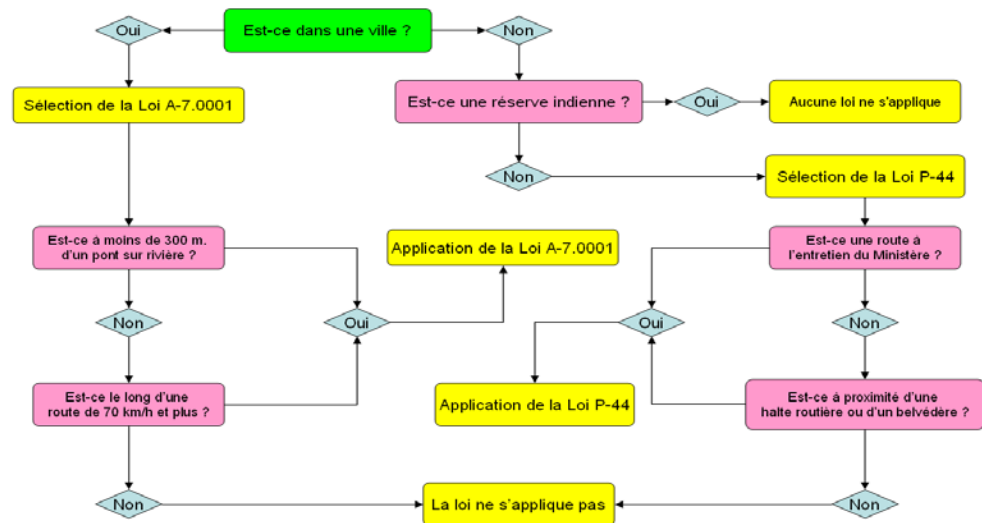 Oui
Est-ce dans une ville ?
Non
Sélection de la Loi A-7.0001
Est-ce une réserve indienne ?
Oui
Aucune loi ne s'applique
Non
Sélection de la Loi P-44
Est-ce à moins de 300 m.
d'un pont sur rivière ?
Application de la Loi A-7.0001
Est-ce une route à
l'entretien du Ministère ?
Non
Oui
Oui
Non
Est-ce le long d'une
route de 70 km/h et plus ?
Application de la Loi P-44
Est-ce à proximité d'une
halte routière ou d'un belvédère ?
Non
La loi ne s'applique pas
Non